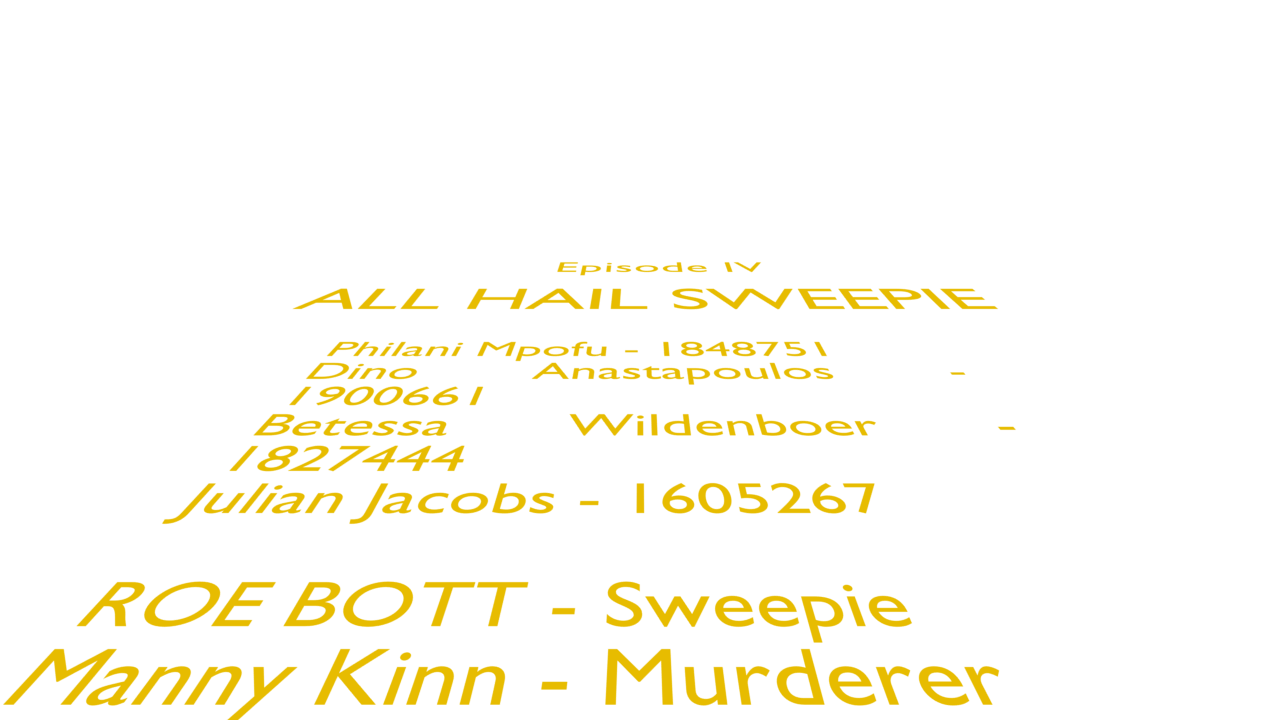 Episode IV
ALL HAIL SWEEPIE
Philani Mpofu - 1848751
Dino Anastapoulos -
1900661
Betessa Wildenboer -
1827444
Julian Jacobs - 1605267
ROE BOTT - Sweepie
Manny Kinn - Murderer